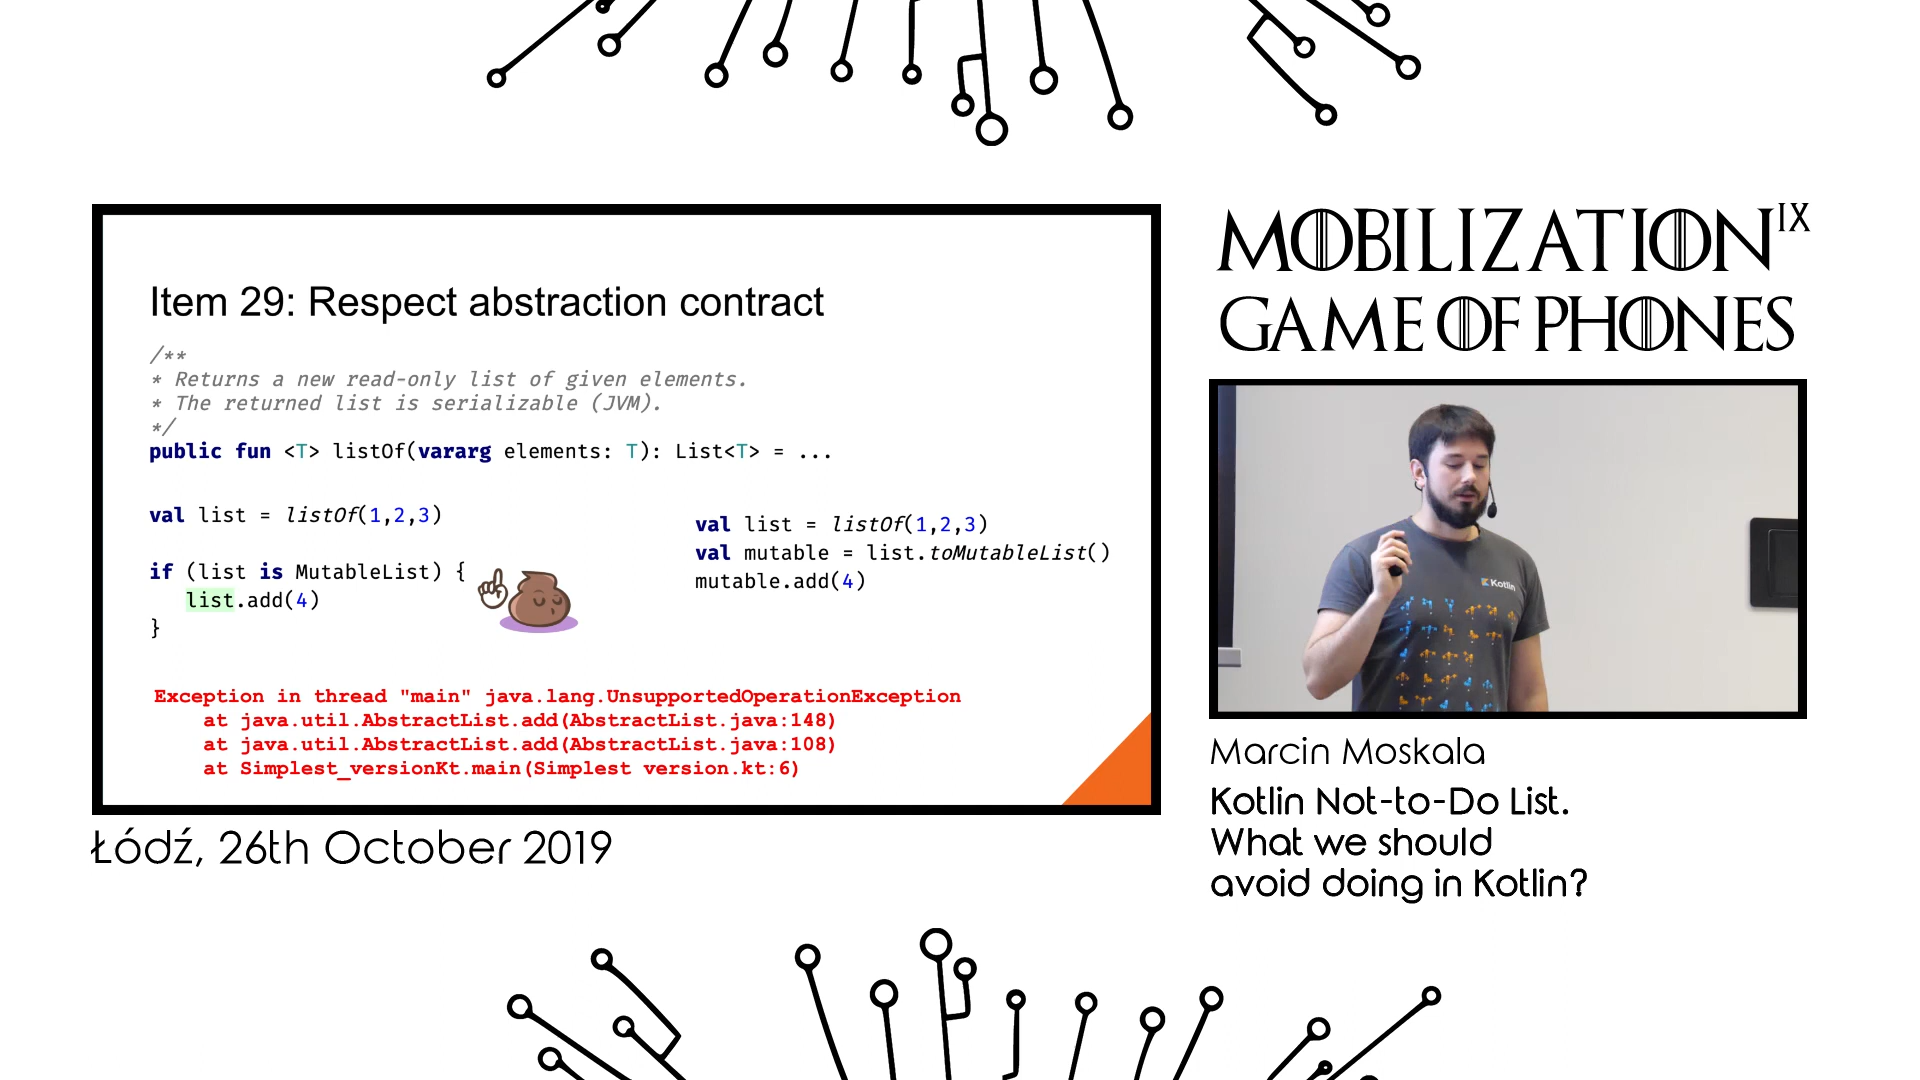 Item 29: Respect abstraction contract
/**
* Returns a new read-only list of given elements.
* The returned list is serializable (JVM).
*/
public fun <T> listOf(vararg elements: T): List<T> = ...
val list = listOf(1,2,3)
if (list is MutableList) {
list.add(4)
}
val list = listOf(1,2,3)
val mutable = list.toMutableList()
mutable.add(4)
Exception in thread "main" java.lang.UnsupportedOperationException
at java.util.AbstractList.add(AbstractList.java:148)
at java.util.AbstractList.add(AbstractList.java:108)
at Simplest_versionKt.main(Simplest version.kt:6)
Łódź, 26th October 2019
MOBILIZATION IX
GAME OF PHONES
Kotlin
Marcin Moskala
Kotlin Not-to-Do List.
What we should
avoid doing in Kotlin?